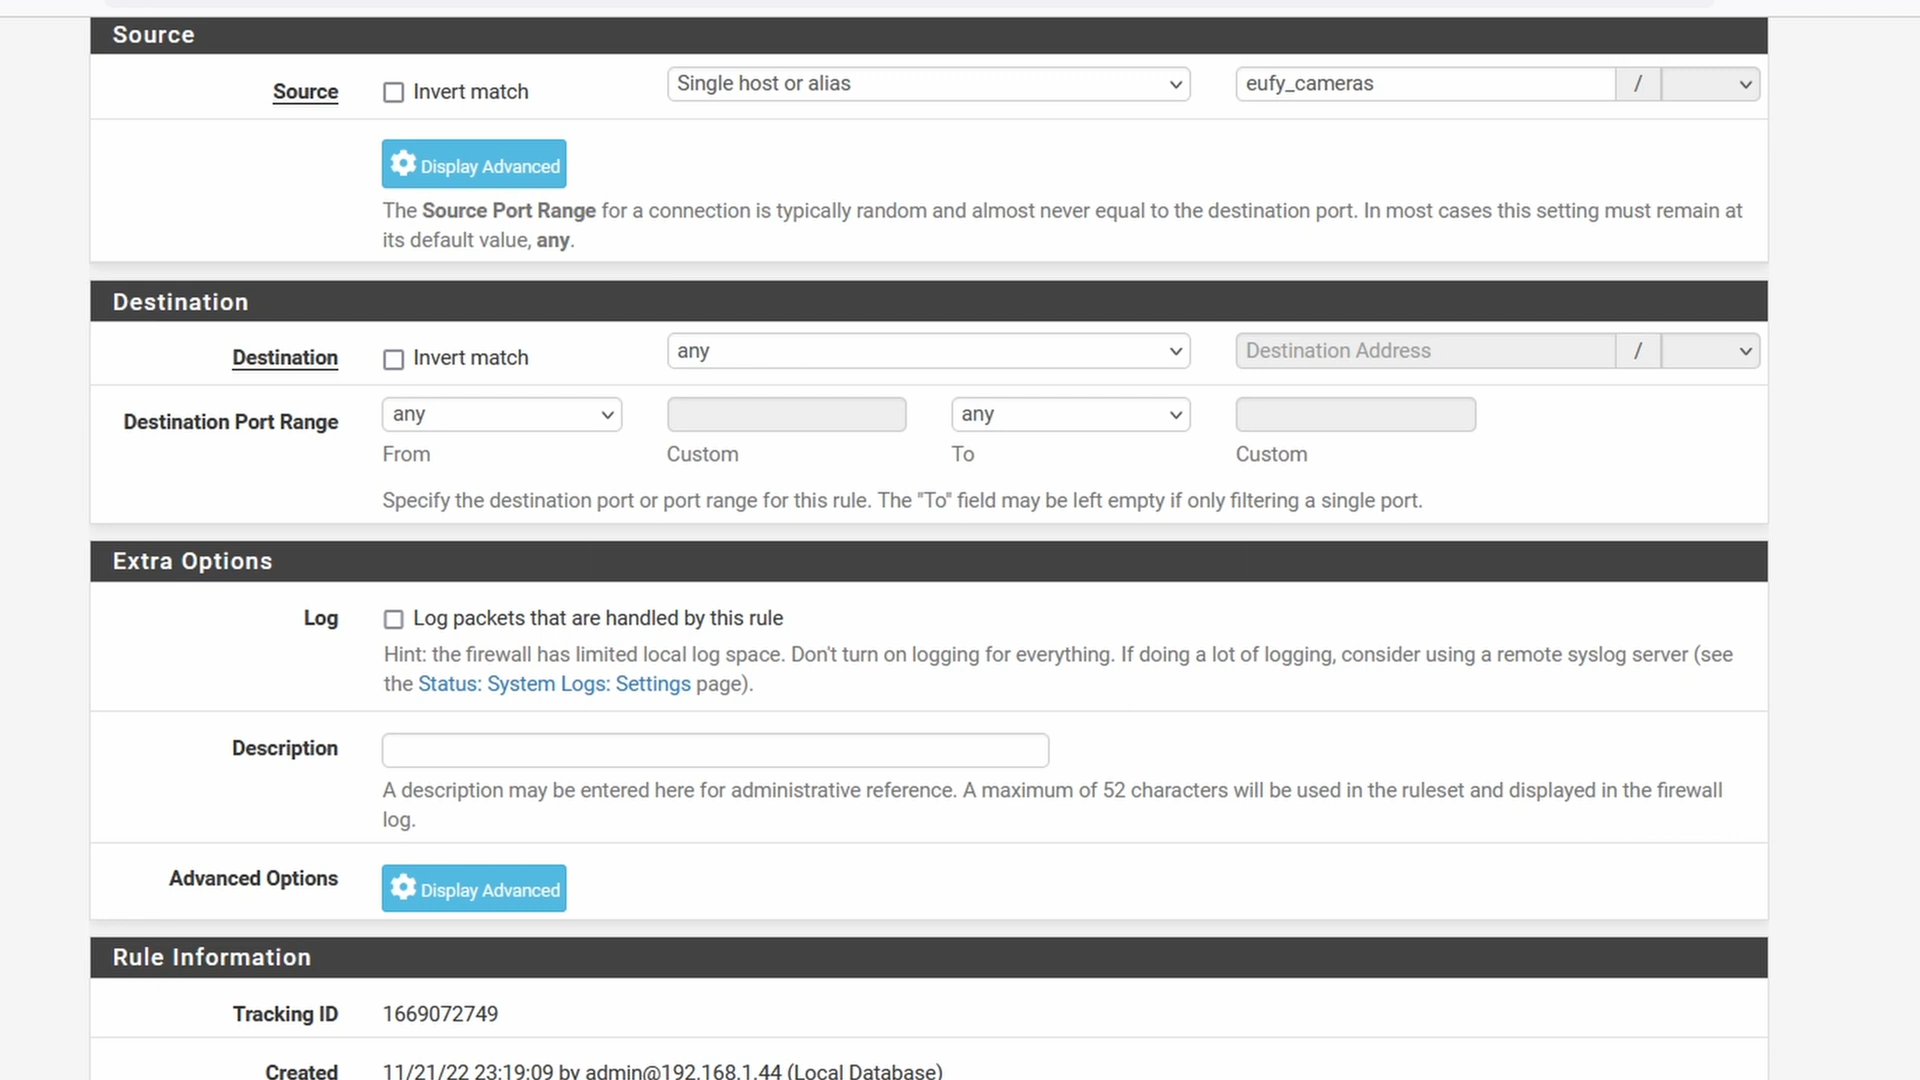 Source
Source Invert match Single host or alias eufy_cameras /
Display Advanced
The Source Port Range for a connection is typically random and almost never equal to the destination port. In most cases this setting must remain at
its default value, any.
Destination
Destination Invert match any Destination Address /
Destination Port Range any any
From Custom To Custom
Specify the destination port or port range for this rule. The "To" field may be left empty if only filtering a single port.
Extra Options
Log Log packets that are handled by this rule
Hint: the firewall has limited local log space. Don't turn on logging for everything. If doing a lot of logging, consider using a remote syslog server (see
the Status: System Logs: Settings page).
Description
A description may be entered here for administrative reference. A maximum of 52 characters will be used in the ruleset and displayed in the firewall
log.
Advanced Options Display Advanced
Rule Information
Tracking ID 1669072749
Created 11/21/22 23:19:09 by admin@192.168.1.44 (Local Database)